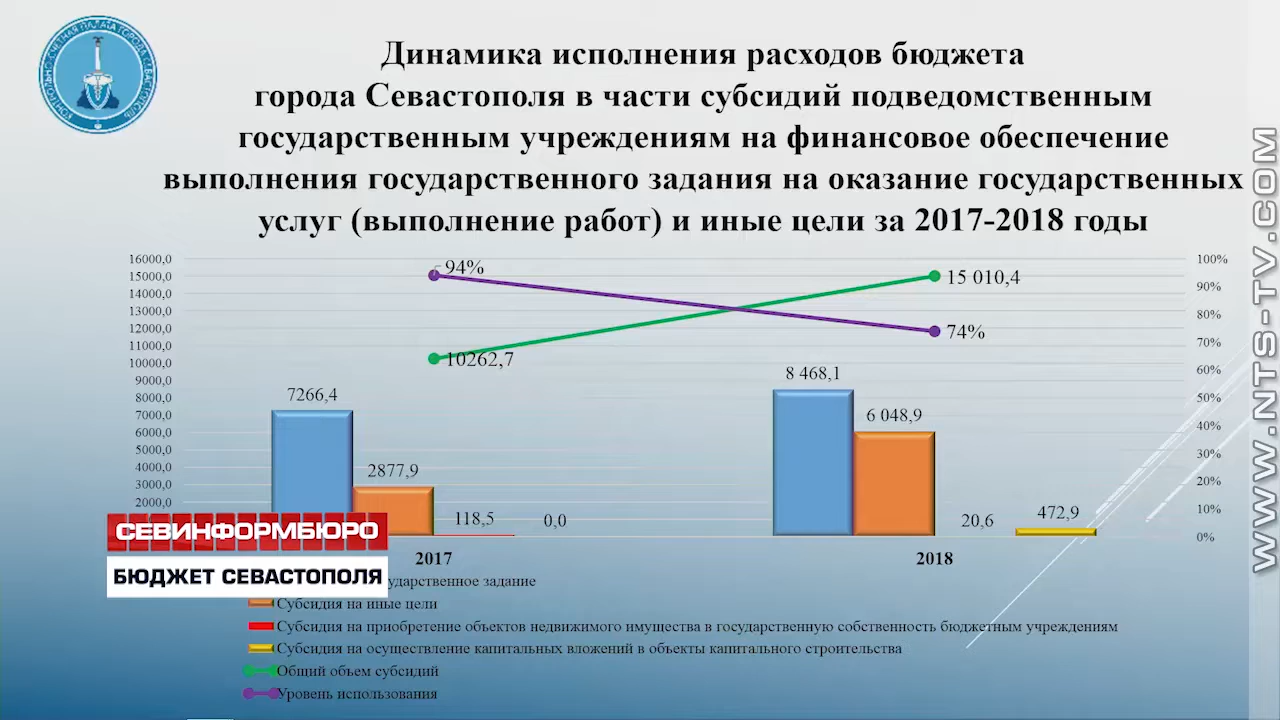 КОНТРОЛЬНО-СЧЕТНАЯ ПАЛАТА ГОРОДА СЕВАСТОПОЛЯ
Динамика исполнения расходов бюджета
города Севастополя в части субсидий подведомственным
государственным учреждениям на финансовое обеспечение
выполнения государственного задания на оказание государственных
услуг (выполнение работ) и иные цели за 2017-2018 годы
WWW.NTS-TV.COM
16000,0
15000,0
14000,0
13000,0
12000,0
11000,0
10000,0
9000,0
8000,0
7000,0
6000,0
5000,0
4000,0
3000,0
2000,0
94%
10262,7
7266,4
2877,9
118,5
0,0
15 010,4
74%
8 468,1
6 048,9
20,6
472,9
100%
90%
80%
70%
60%
50%
40%
30%
20%
10%
0%
2017
2018
СЕВИНФОРМБЮРО
БЮДЖЕТ СЕВАСТОПОЛЯ
задание
Субсидия на иные цели
Субсидия на приобретение объектов недвижимого имущества в государственную собственность бюджетным учреждениям
Субсидия на осуществление капитальных вложений в объекты капитального строительства
Общий объем субсидий
Уровень использования